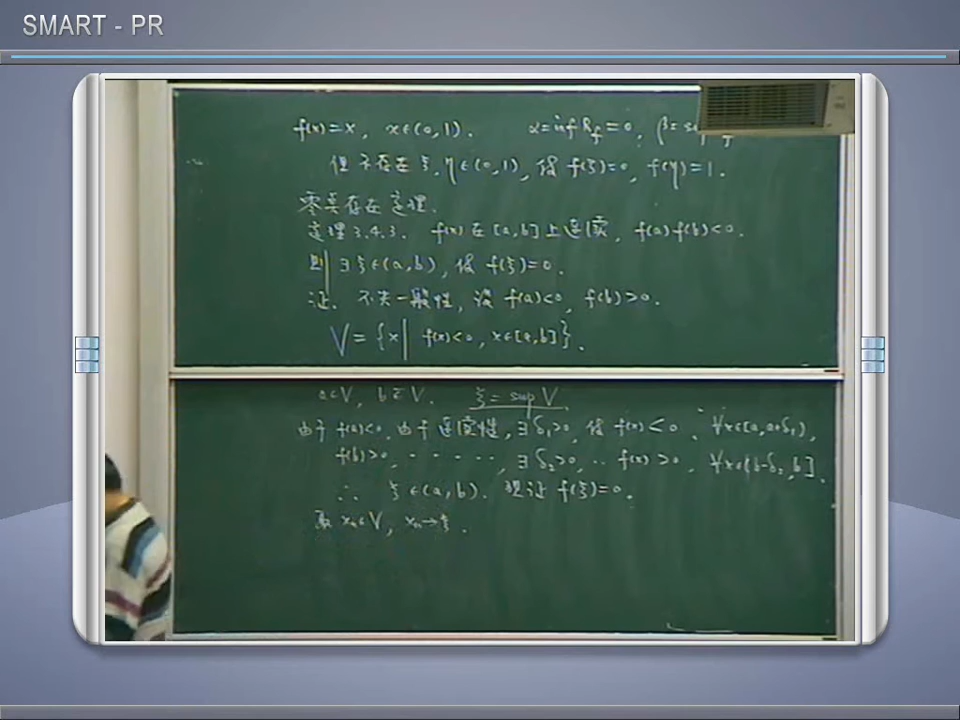 SMART - PR
f(x)=x, x∈(0,1). α=inf R_f=0, β=
但不存在 ξ,η∈(0,1), 使 f(ξ)=0, f(η)=1.
零点存在定理.
定理3.4.3. f(x)在[a,b]上连续, f(a)f(b)<0.
则 ∃ξ∈(a,b), 使 f(ξ)=0.
证. 不失一般性, 设 f(a)<0, f(b)>0.
V={x| f(x)<0, x∈[a,b]}.
a∈V, b∉V. ξ=sup V.
由于 f(a)<0, 由于连续性, ∃δ₁>0, 使 f(x)<0, ∀x∈[a,a+δ₁),
f(b)>0, ·····, ∃δ₂>0, ·· f(x)>0, ∀x∈(b-δ₂,b].
∴ ξ∈(a,b). 现证 f(ξ)=0.
取 xₙ∈V, xₙ→ξ.